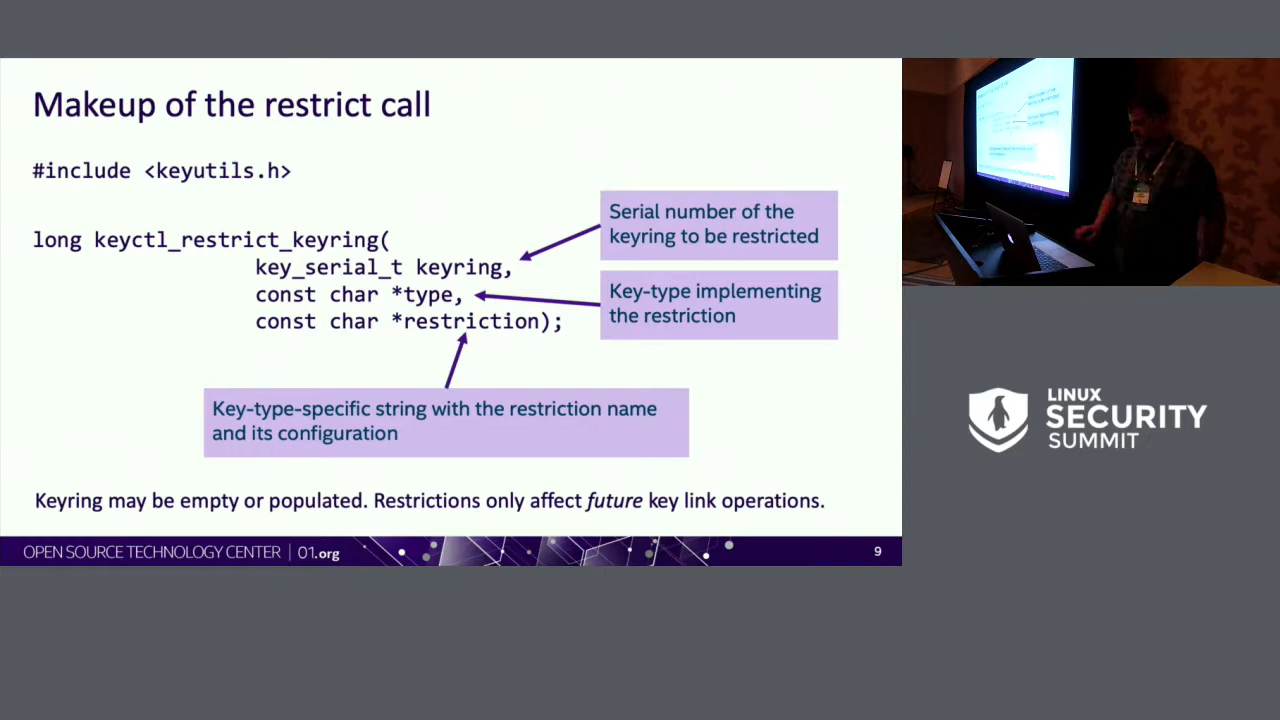 Makeup of the restrict call
#include <keyutils.h>
long keyctl_restrict_keyring(
key_serial_t keyring,
const char *type,
const char *restriction);
Serial number of the
keyring to be restricted
Key-type implementing
the restriction
Key-type-specific string with the restriction name
and its configuration
Keyring may be empty or populated. Restrictions only affect future key link operations.
OPEN SOURCE TECHNOLOGY CENTER | 01.org
9
LINUX
SECURITY
SUMMIT